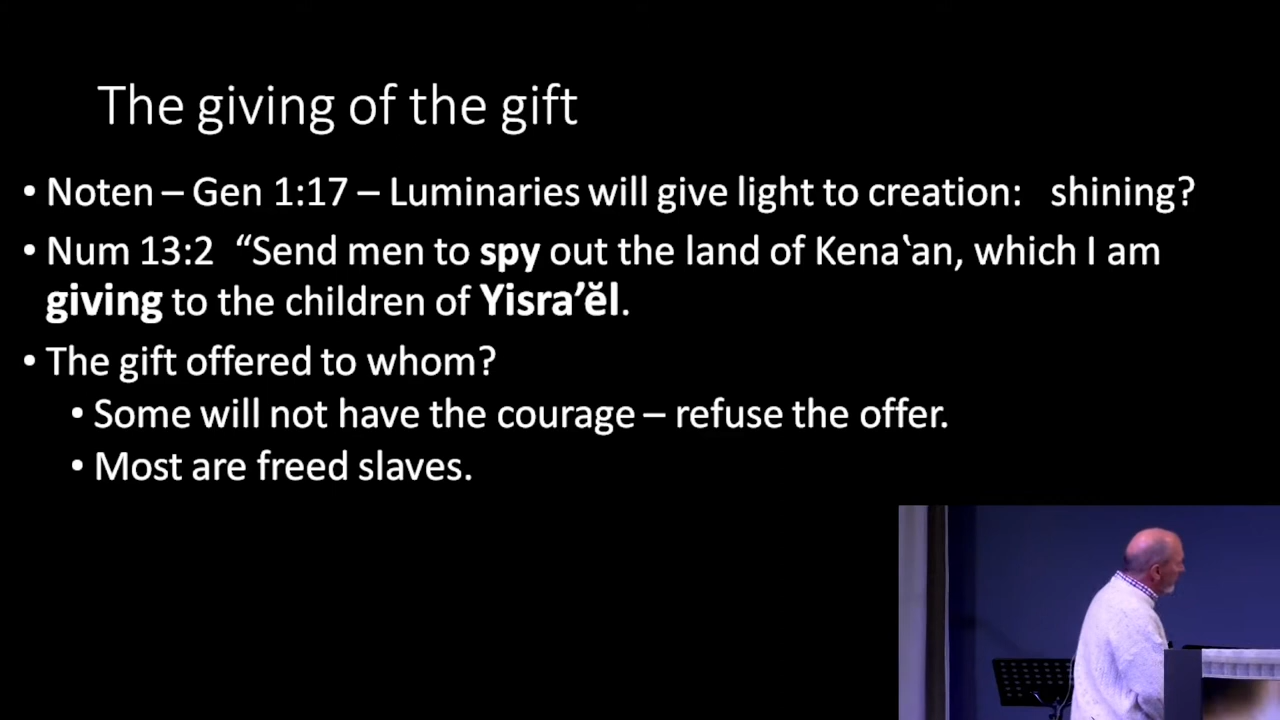 The giving of the gift
• Noten – Gen 1:17 – Luminaries will give light to creation:   shining?
• Num 13:2  “Send men to spy out the land of Kenaʽan, which I am
giving to the children of Yisra’ĕl.
• The gift offered to whom?
• Some will not have the courage – refuse the offer.
• Most are freed slaves.